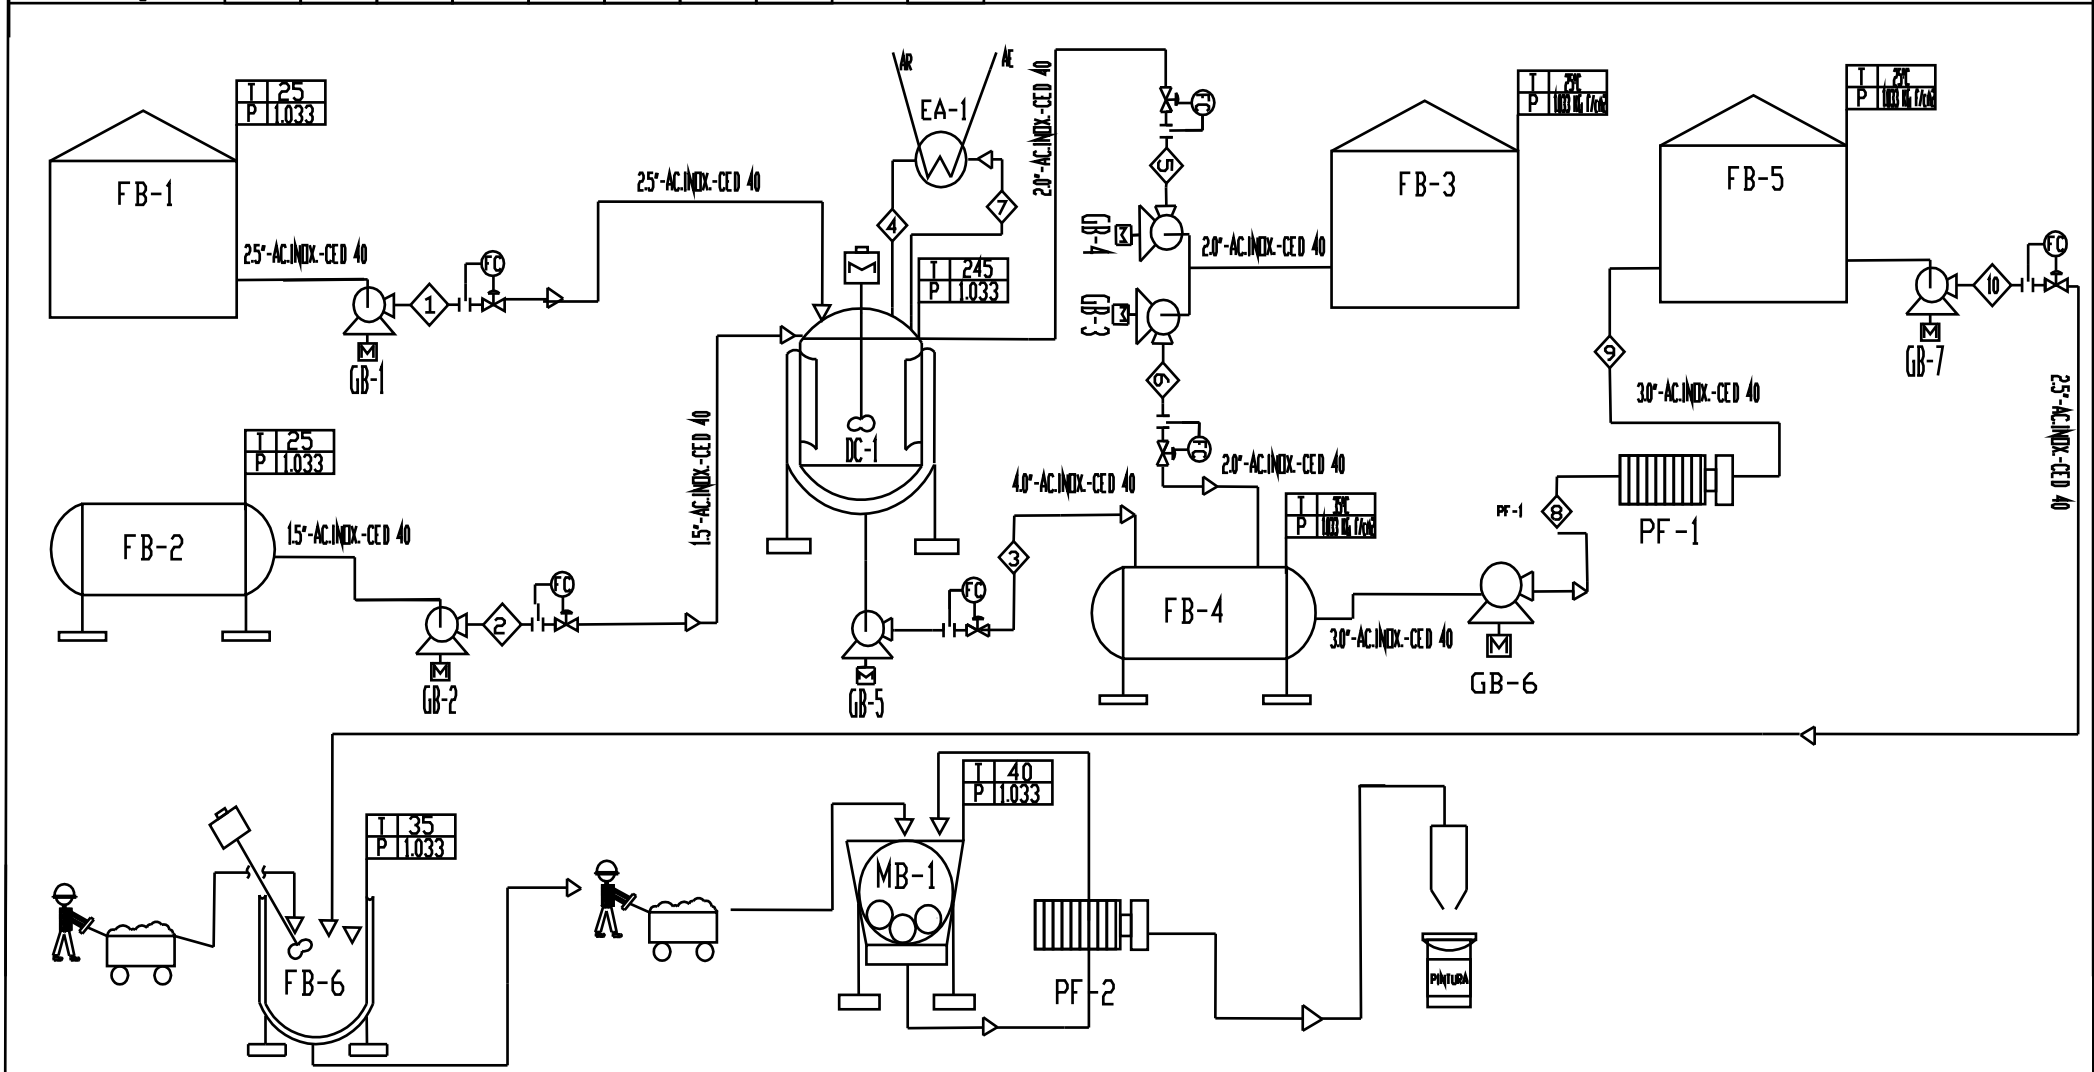 T 25
P 1.033
FB-1
2.5"-AC.INOX.-CED 40
FC
1
M
GB-1
2.5"-AC.INOX.-CED 40
AR
AE
EA-1
4
7
T 245
P 1.033
DC-1
2.0"-AC.INOX.-CED 40
FC
5
M
GB-4
2.0"-AC.INOX.-CED 40
M
GB-3
6
FC
2.0"-AC.INOX.-CED 40
T 25°C
P
FB-3
T 25°C
P
FB-5
FC
10
M
GB-7
2.5"-AC.INOX.-CED 40
9
3.0"-AC.INOX.-CED 40
PF-1
8
PF-1
T 25
P 1.033
FB-2
1.5"-AC.INOX.-CED 40
FC
2
M
GB-2
1.5"-AC.INOX.-CED 40
4.0"-AC.INOX.-CED 40
3
FC
M
GB-5
T
P
FB-4
3.0"-AC.INOX.-CED 40
M
GB-6
T 35
P 1.033
FB-6
T 40
P 1.033
MB-1
PF-2
PINTURA